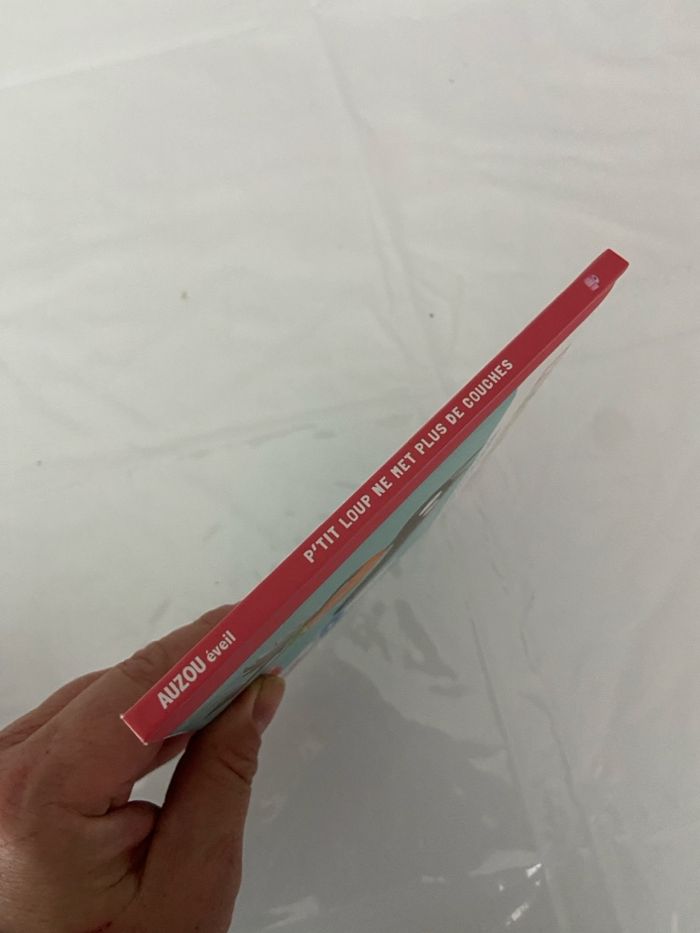 AUZOU éveil
P'TIT LOUP NE MET PLUS DE COUCHES